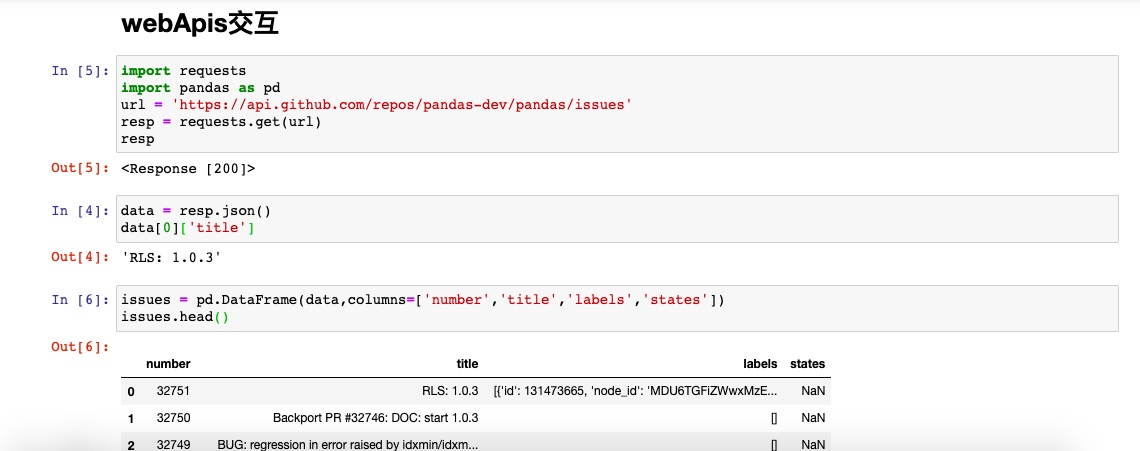 webApis交互
In [5]: import requests
import pandas as pd
url = 'https://api.github.com/repos/pandas-dev/pandas/issues'
resp = requests.get(url)
resp
Out[5]: <Response [200]>
In [4]: data = resp.json()
data[0]['title']
Out[4]: 'RLS: 1.0.3'
In [6]: issues = pd.DataFrame(data,columns=['number','title','labels','states'])
issues.head()
Out[6]:
number title labels states
0 32751 RLS: 1.0.3 [{'id': 131473665, 'node_id': 'MDU6TGFiZWwxMzE... NaN
1 32750 Backport PR #32746: DOC: start 1.0.3 [] NaN
2 32749 BUG: regression in error raised by idxmin/idxm... [] NaN